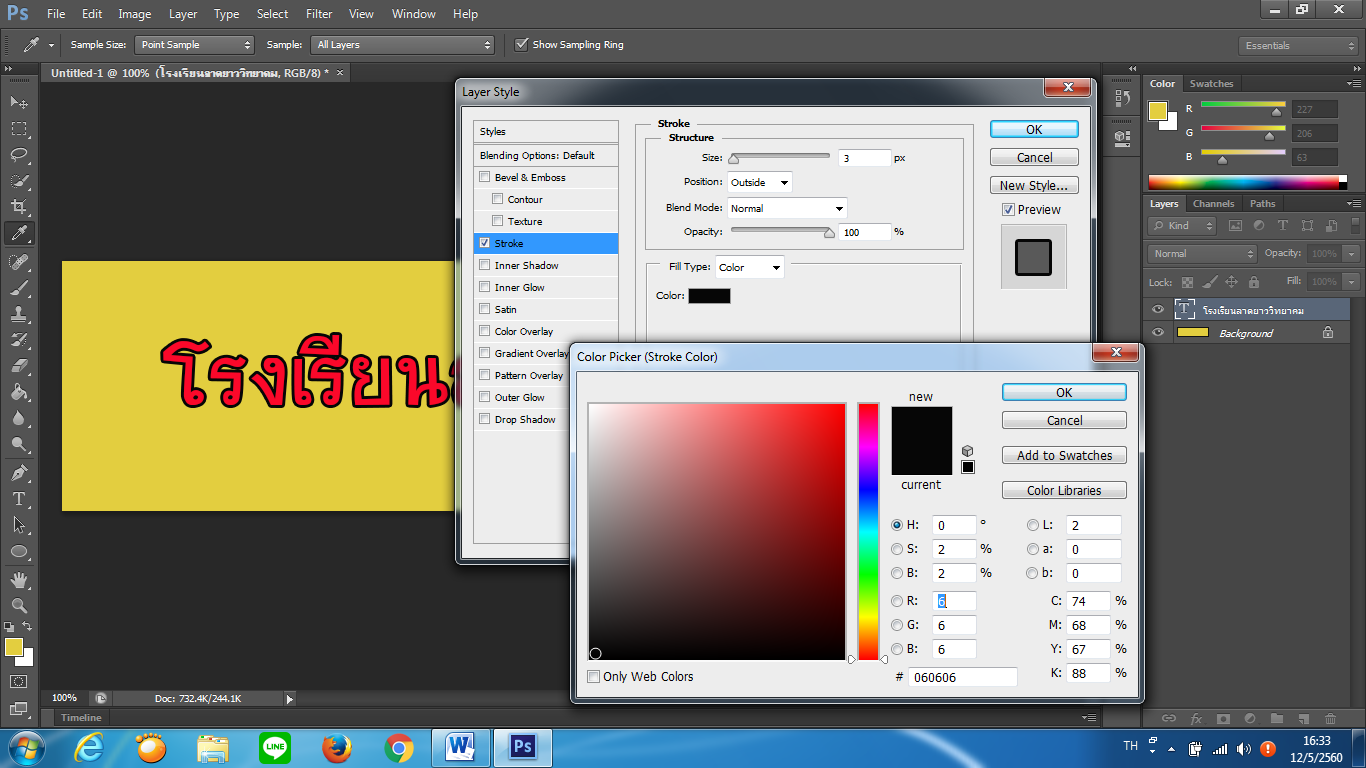 Ps File Edit Image Layer Type Select Filter View Window Help
Sample Size: Point Sample Sample: All Layers Show Sampling Ring Essentials
Untitled-1 @ 100% (โรงเรียนลาดยาววิทยาคม, RGB/8) * ×
Layer Style
Styles
Blending Options: Default
Bevel & Emboss
Contour
Texture
Stroke
Inner Shadow
Inner Glow
Satin
Color Overlay
Gradient Overlay
Pattern Overlay
Outer Glow
Drop Shadow
Stroke
Structure
Size: 3 px
Position: Outside
Blend Mode: Normal
Opacity: 100 %
Fill Type: Color
Color:
OK
Cancel
New Style...
Preview
โรงเรียนล
Color Picker (Stroke Color)
new
current
OK
Cancel
Add to Swatches
Color Libraries
H: 0 °
S: 2 %
B: 2 %
R: 6
G: 6
B: 6
# 060606
L: 2
a: 0
b: 0
C: 74 %
M: 68 %
Y: 67 %
K: 88 %
Only Web Colors
Color Swatches
R 227
G 206
B 63
Layers Channels Paths
Kind
Normal Opacity: 100%
Lock: Fill: 100%
T โรงเรียนลาดยาววิทยาคม
Background
fx
100% Doc: 732.4K/244.1K
Timeline
LINE W Ps
TH 16:33
12/5/2560